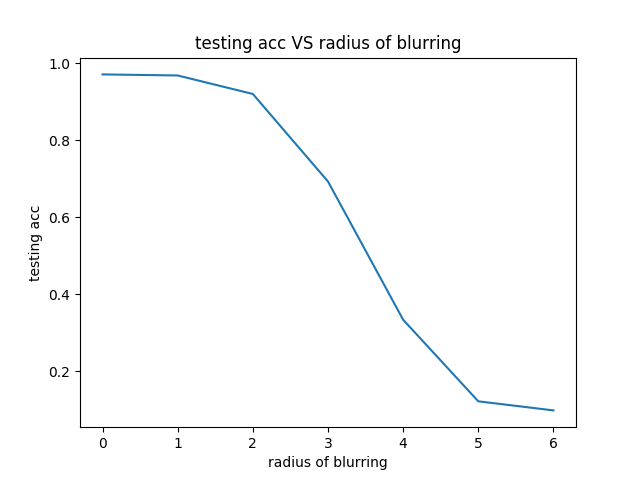 testing acc VS radius of blurring
1.0
0.8
0.6
0.4
0.2
testing acc
0 1 2 3 4 5 6
radius of blurring